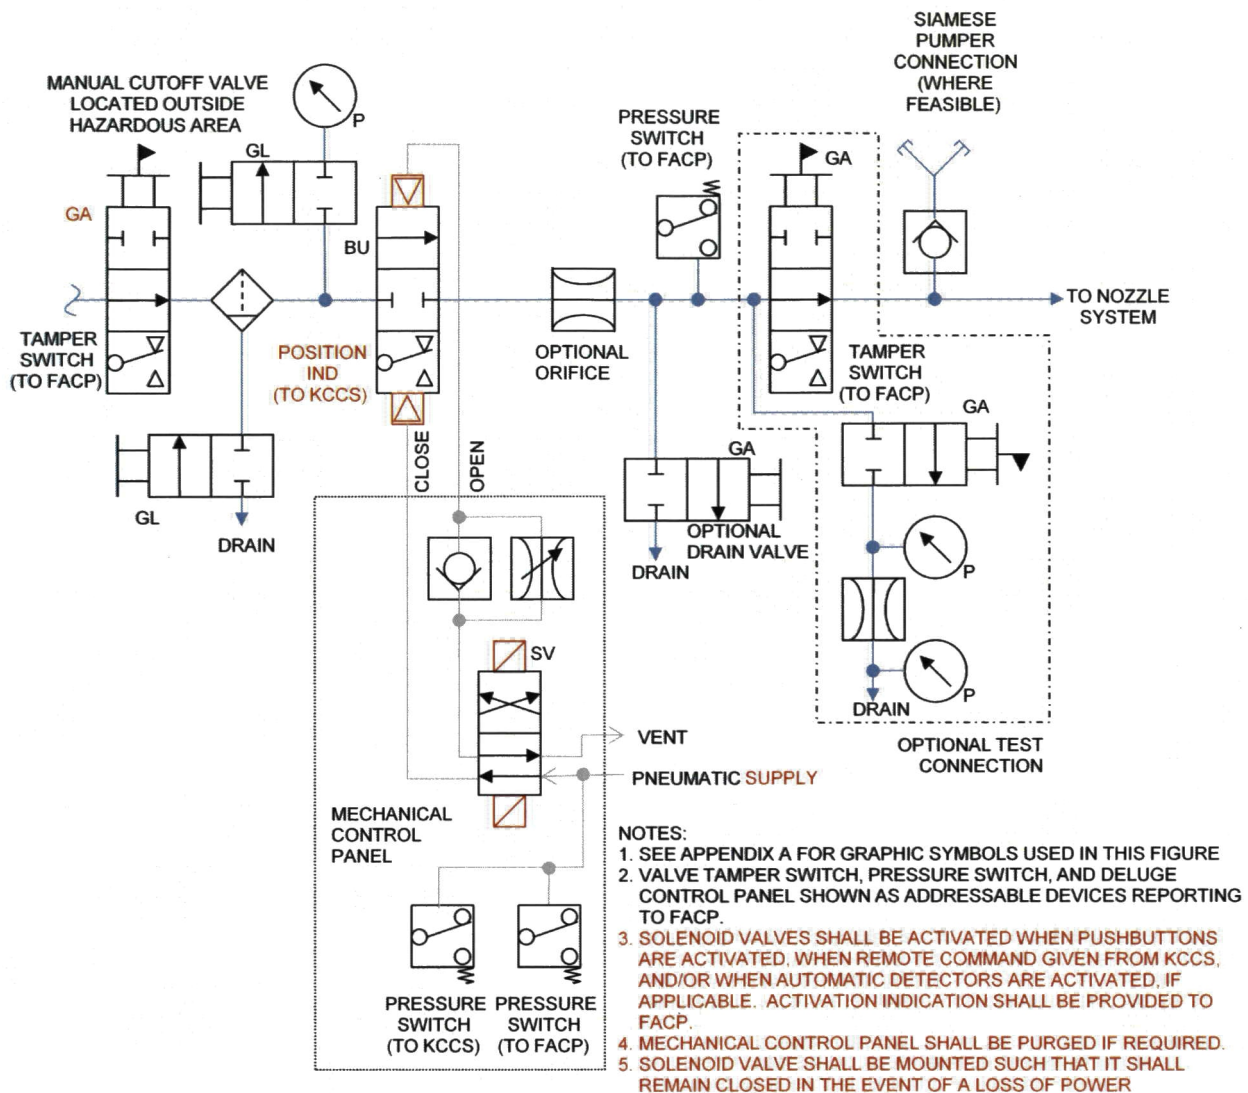 SIAMESE
PUMPER
CONNECTION
(WHERE
FEASIBLE)
MANUAL CUTOFF VALVE
LOCATED OUTSIDE
HAZARDOUS AREA
P
PRESSURE
SWITCH
(TO FACP)
GL
GA
GA
BU
TO NOZZLE
SYSTEM
TAMPER
SWITCH
(TO FACP)
POSITION
IND
(TO KCCS)
OPTIONAL
ORIFICE
TAMPER
SWITCH
(TO FACP)
GA
CLOSE
OPEN
GA
GL
DRAIN
OPTIONAL
DRAIN VALVE
DRAIN
P
P
DRAIN
SV
VENT
OPTIONAL TEST
CONNECTION
PNEUMATIC SUPPLY
MECHANICAL
CONTROL
PANEL
PRESSURE
SWITCH
(TO KCCS)
PRESSURE
SWITCH
(TO FACP)
NOTES:
1. SEE APPENDIX A FOR GRAPHIC SYMBOLS USED IN THIS FIGURE
2. VALVE TAMPER SWITCH, PRESSURE SWITCH, AND DELUGE
CONTROL PANEL SHOWN AS ADDRESSABLE DEVICES REPORTING
TO FACP.
3. SOLENOID VALVES SHALL BE ACTIVATED WHEN PUSHBUTTONS
ARE ACTIVATED, WHEN REMOTE COMMAND GIVEN FROM KCCS,
AND/OR WHEN AUTOMATIC DETECTORS ARE ACTIVATED, IF
APPLICABLE. ACTIVATION INDICATION SHALL BE PROVIDED TO
FACP.
4. MECHANICAL CONTROL PANEL SHALL BE PURGED IF REQUIRED.
5. SOLENOID VALVE SHALL BE MOUNTED SUCH THAT IT SHALL
REMAIN CLOSED IN THE EVENT OF A LOSS OF POWER